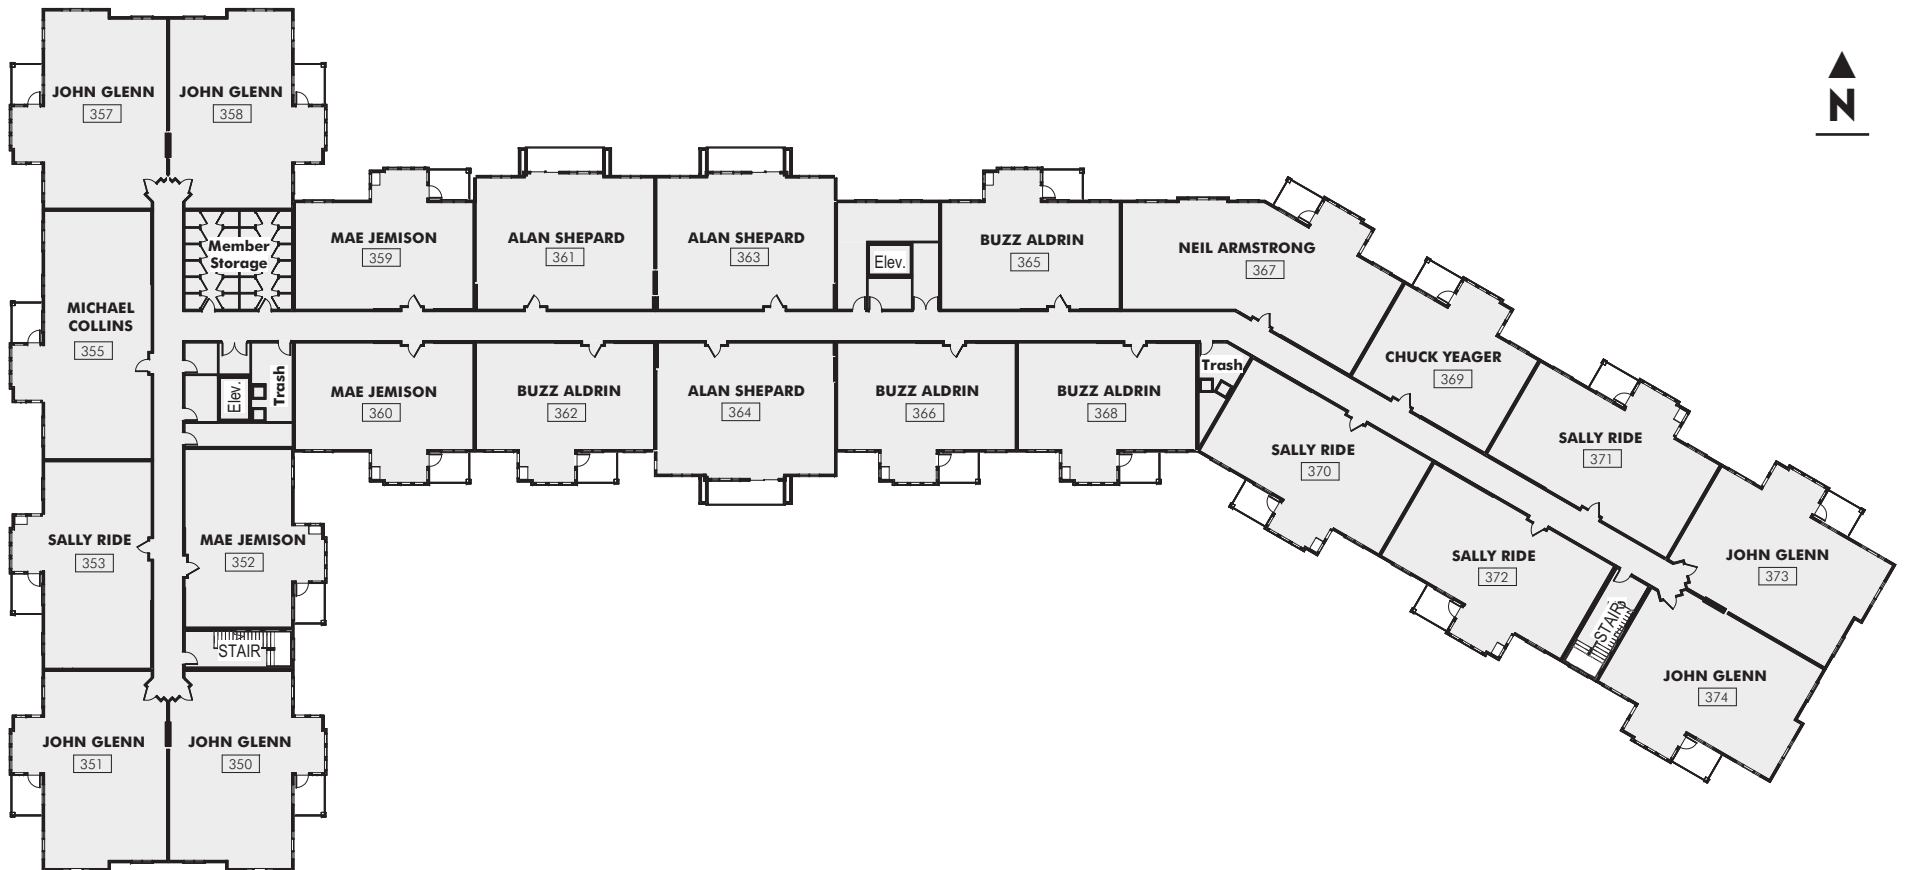 JOHN GLENN
357
JOHN GLENN
358
N
Member
Storage
MAE JEMISON
359
ALAN SHEPARD
361
ALAN SHEPARD
363
Elev.
BUZZ ALDRIN
365
NEIL ARMSTRONG
367
MICHAEL
COLLINS
355
Elev.
Trash
MAE JEMISON
360
BUZZ ALDRIN
362
ALAN SHEPARD
364
BUZZ ALDRIN
366
BUZZ ALDRIN
368
Trash
CHUCK YEAGER
369
SALLY RIDE
370
SALLY RIDE
371
SALLY RIDE
353
MAE JEMISON
352
SALLY RIDE
372
JOHN GLENN
373
STAIR
STAIR
JOHN GLENN
374
JOHN GLENN
351
JOHN GLENN
350